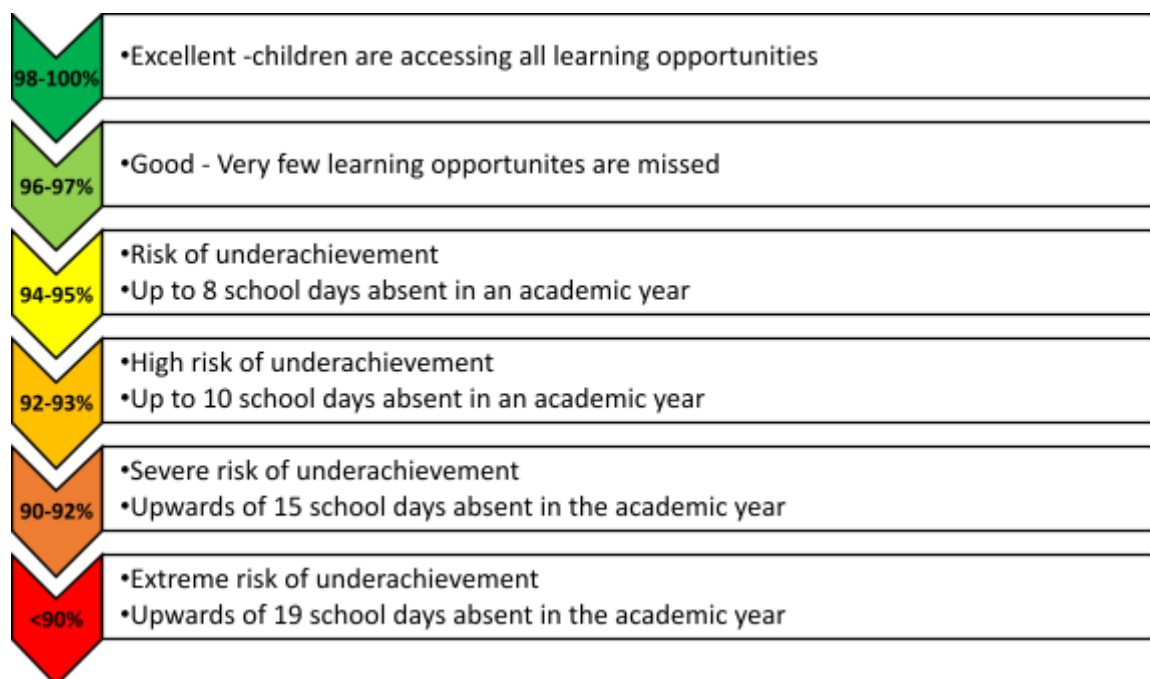 98-100%
•Excellent -children are accessing all learning opportunities
96-97%
•Good - Very few learning opportunites are missed
94-95%
•Risk of underachievement
•Up to 8 school days absent in an academic year
92-93%
•High risk of underachievement
•Up to 10 school days absent in an academic year
90-92%
•Severe risk of underachievement
•Upwards of 15 school days absent in the academic year
<90%
•Extreme risk of underachievement
•Upwards of 19 school days absent in the academic year